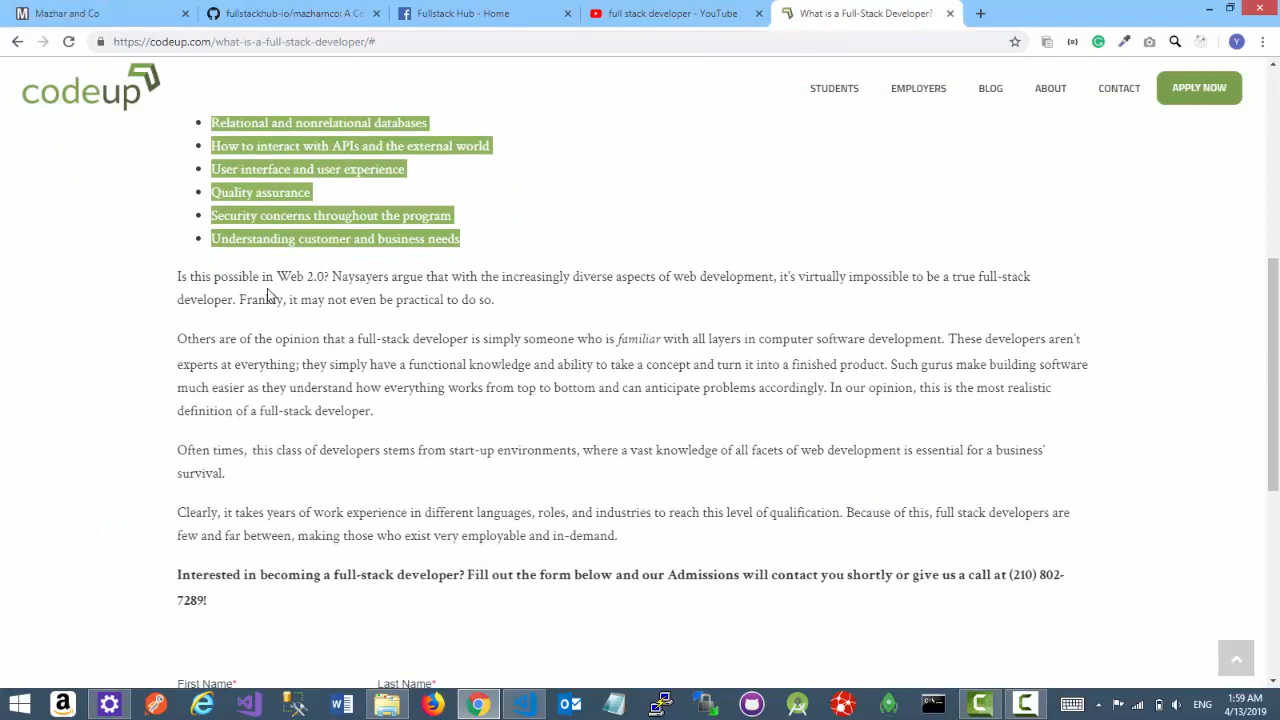 Mazhar and Co
fullstackhub-io/mazharnco: A Co
Fullstack Hub - Home
full stack developer - YouTube
What is a Full-Stack Developer?
https://codeup.com/what-is-a-full-stack-developer/#
codeup
STUDENTS
EMPLOYERS
BLOG
ABOUT
CONTACT
APPLY NOW
Relational and nonrelational databases
How to interact with APIs and the external world
User interface and user experience
Quality assurance
Security concerns throughout the program
Understanding customer and business needs
Is this possible in Web 2.0? Naysayers argue that with the increasingly diverse aspects of web development, it's virtually impossible to be a true full-stack
developer. Frankly, it may not even be practical to do so.
Others are of the opinion that a full-stack developer is simply someone who is familiar with all layers in computer software development. These developers aren't
experts at everything; they simply have a functional knowledge and ability to take a concept and turn it into a finished product. Such gurus make building software
much easier as they understand how everything works from top to bottom and can anticipate problems accordingly. In our opinion, this is the most realistic
definition of a full-stack developer.
Often times, this class of developers stems from start-up environments, where a vast knowledge of all facets of web development is essential for a business'
survival.
Clearly, it takes years of work experience in different languages, roles, and industries to reach this level of qualification. Because of this, full stack developers are
few and far between, making those who exist very employable and in-demand.
Interested in becoming a full-stack developer? Fill out the form below and our Admissions will contact you shortly or give us a call at (210) 802-
7289!
First Name*
Last Name*
ENG
1:59 AM
4/13/2019